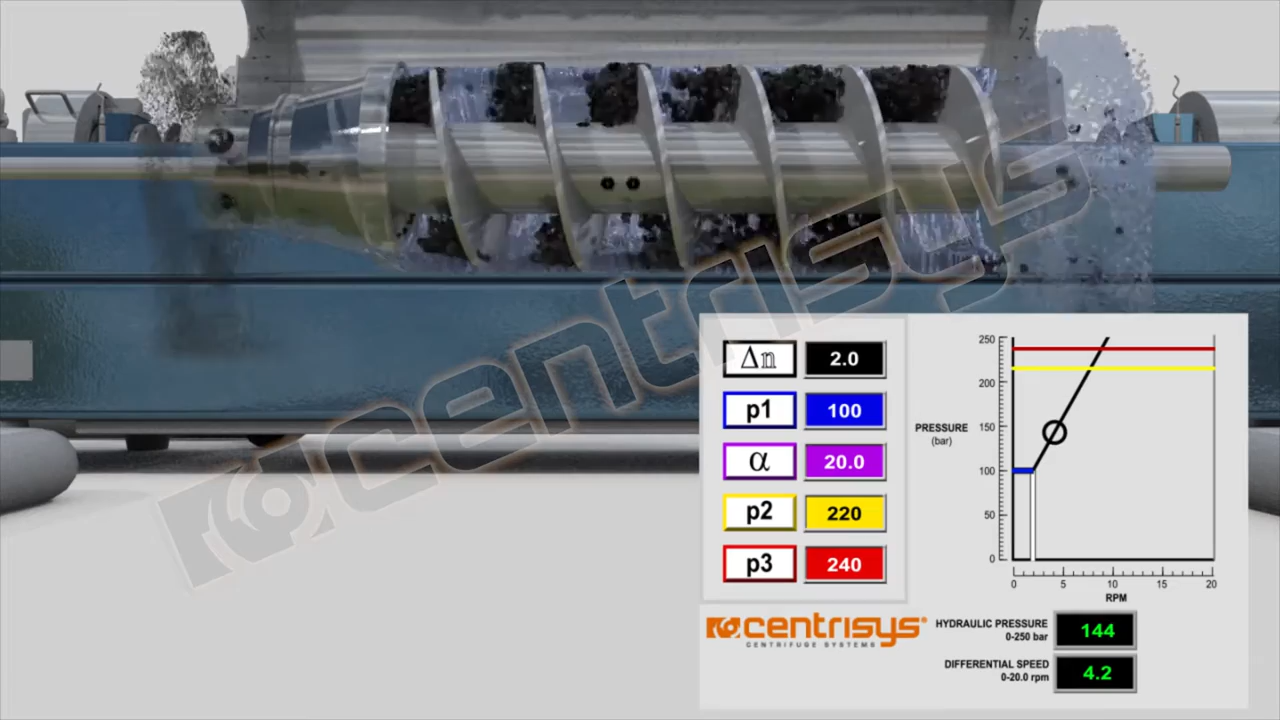 centrisys
Δn 2.0
p1 100
α 20.0
p2 220
p3 240
PRESSURE
(bar)
250
200
150
100
50
0
0 5 10 15 20
RPM
centrisys®
CENTRIFUGE SYSTEMS
HYDRAULIC PRESSURE
0-250 bar
144
DIFFERENTIAL SPEED
0-20.0 rpm
4.2